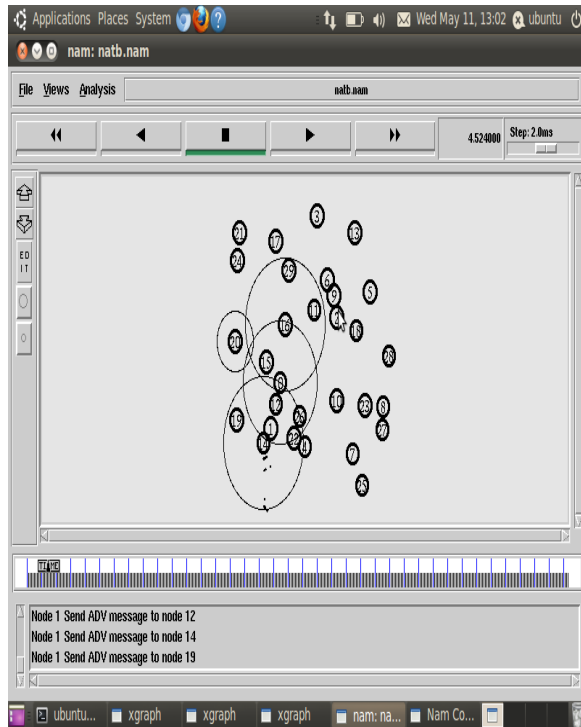 Applications Places System ? Wed May 11, 13:02 ubuntu
nam: natb.nam
File Views Analysis natb.nam
4.524000 Step: 2.0ms
ED
IT
3
21
13
17
24
29
6
9
5
11
2
16
18
20
28
15
12
10
23
8
26
19
1
27
14
22
4
7
25
TIME
Node 1 Send ADV message to node 12
Node 1 Send ADV message to node 14
Node 1 Send ADV message to node 19
ubuntu... xgraph xgraph xgraph nam: na... Nam Co...